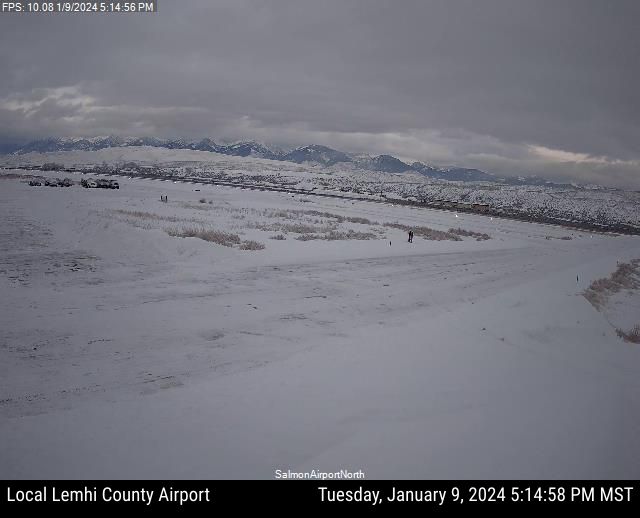 FPS: 10.08 1/9/2024 5:14:56 PM
SalmonAirportNorth
Local Lemhi County Airport Tuesday, January 9, 2024 5:14:58 PM MST